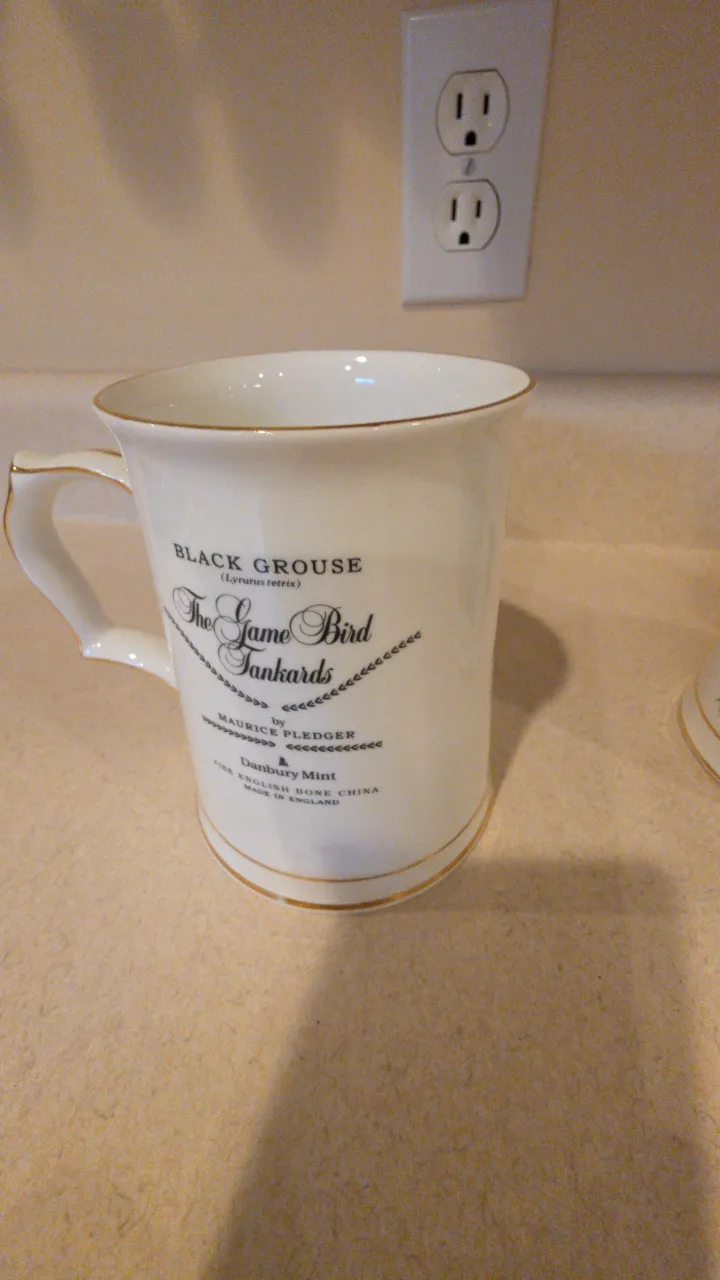 BLACK GROUSE
(Lyrurus tetrix)
The Game Bird
Tankards
by
MAURICE PLEDGER
Danbury Mint
FINE ENGLISH BONE CHINA
MADE IN ENGLAND